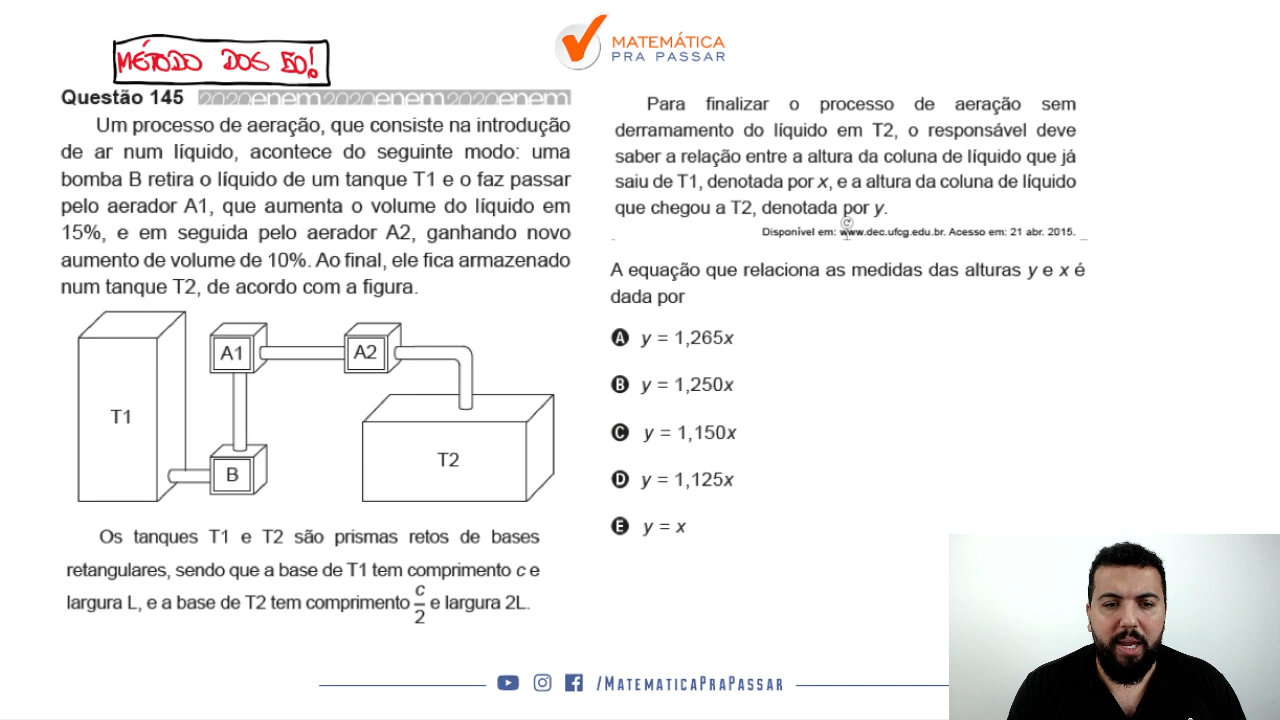 MÉTODO DOS 50!
MATEMÁTICA
PRA PASSAR
Questão 145 2020enem2020enem2020enem
Um processo de aeração, que consiste na introdução
de ar num líquido, acontece do seguinte modo: uma
bomba B retira o líquido de um tanque T1 e o faz passar
pelo aerador A1, que aumenta o volume do líquido em
15%, e em seguida pelo aerador A2, ganhando novo
aumento de volume de 10%. Ao final, ele fica armazenado
num tanque T2, de acordo com a figura.
A1
A2
T1
B
T2
Os tanques T1 e T2 são prismas retos de bases
retangulares, sendo que a base de T1 tem comprimento c e
largura L, e a base de T2 tem comprimento c/2 e largura 2L.
Para finalizar o processo de aeração sem
derramamento do líquido em T2, o responsável deve
saber a relação entre a altura da coluna de líquido que já
saiu de T1, denotada por x, e a altura da coluna de líquido
que chegou a T2, denotada por y.
Disponível em: www.dec.ufcg.edu.br. Acesso em: 21 abr. 2015.
A equação que relaciona as medidas das alturas y e x é
dada por
A y = 1,265x
B y = 1,250x
C y = 1,150x
D y = 1,125x
E y = x
/MATEMATICAPRAPASSAR